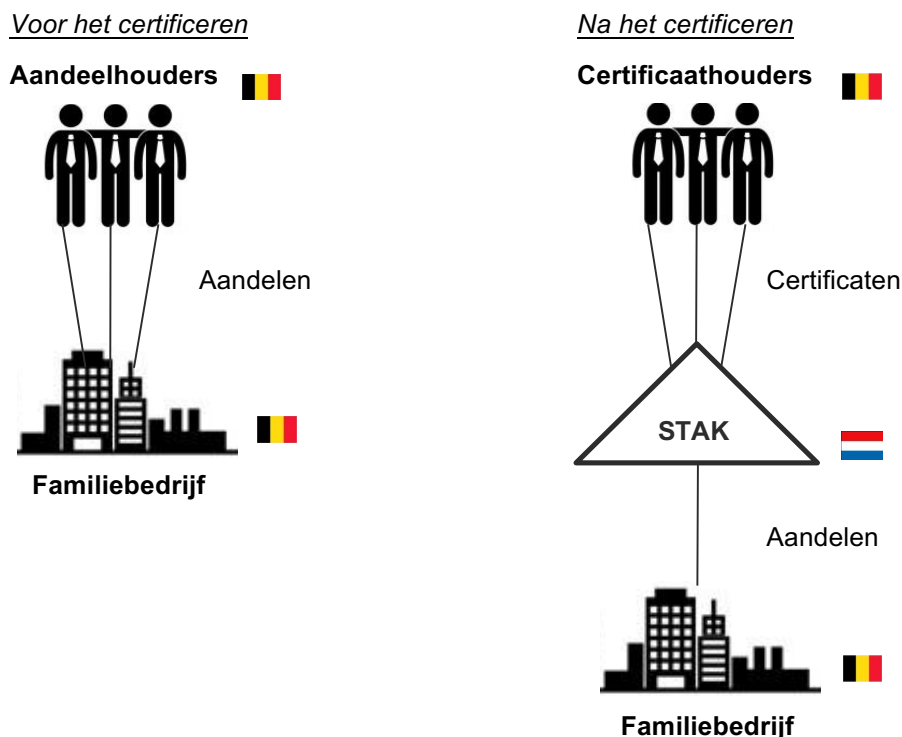 Voor het certificeren
Aandeelhouders
Aandelen
Familiebedrijf
Na het certificeren
Certificaathouders
Certificaten
STAK
Aandelen
Familiebedrijf